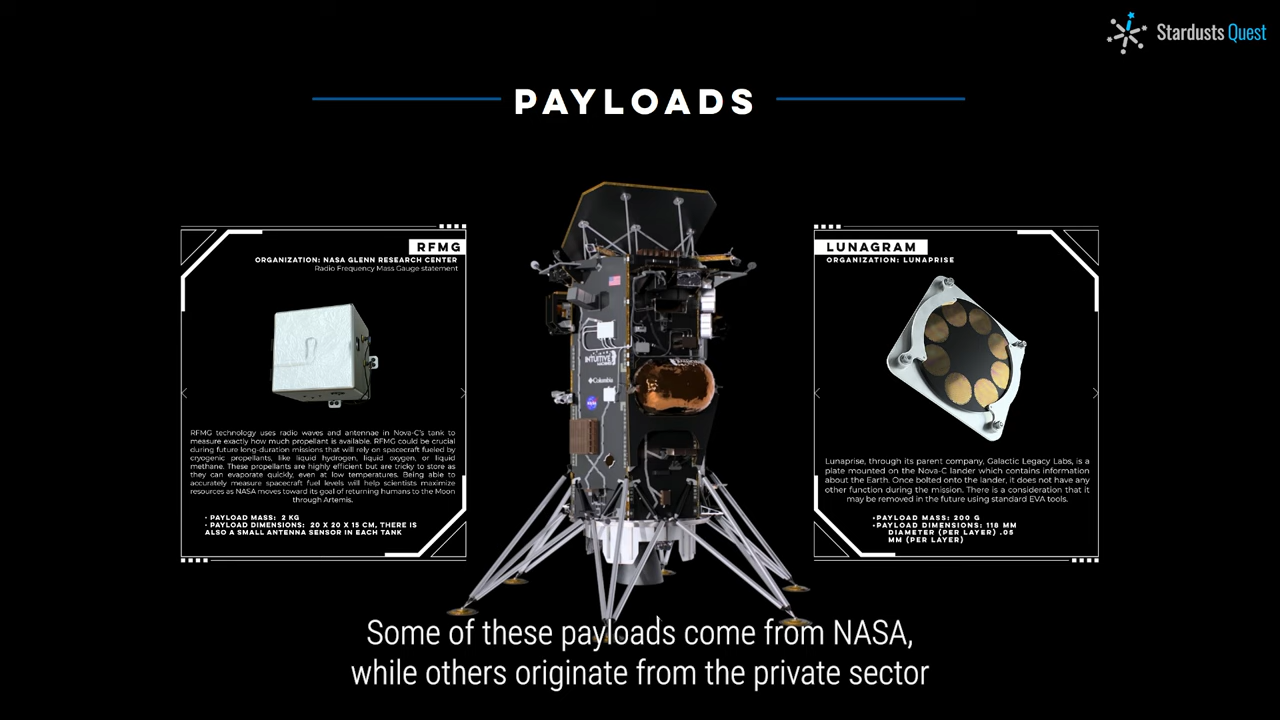 Stardusts Quest
PAYLOADS
RFMG
ORGANIZATION: NASA GLENN RESEARCH CENTER
Radio Frequency Mass Gauge statement
RFMG technology uses radio waves and antennae in Nova-C's tank to
measure exactly how much propellant is available. RFMG could be crucial
during future long-duration missions that will rely on spacecraft fueled by
cryogenic propellants, like liquid hydrogen, liquid oxygen, or liquid
methane. These propellants are highly efficient but are tricky to store as
they can evaporate quickly, even at low temperatures. Being able to
accurately measure spacecraft fuel levels will help scientists maximize
resources as NASA moves toward its goal of returning humans to the Moon
through Artemis.
• PAYLOAD MASS: 2 KG
• PAYLOAD DIMENSIONS: 20 X 20 X 15 CM, THERE IS
ALSO A SMALL ANTENNA SENSOR IN EACH TANK
INTUITIVE
Columbia
NASA
LUNAGRAM
ORGANIZATION: LUNAPRISE
Lunaprise, through its parent company, Galactic Legacy Labs, is a
plate mounted on the Nova-C lander which contains information
about the Earth. Once bolted onto the lander, it does not have any
other function during the mission. There is a consideration that it
may be removed in the future using standard EVA tools.
•PAYLOAD MASS: 200 G
•PAYLOAD DIMENSIONS: 118 MM
DIAMETER (PER LAYER) .05
MM (PER LAYER)
Some of these payloads come from NASA,
while others originate from the private sector